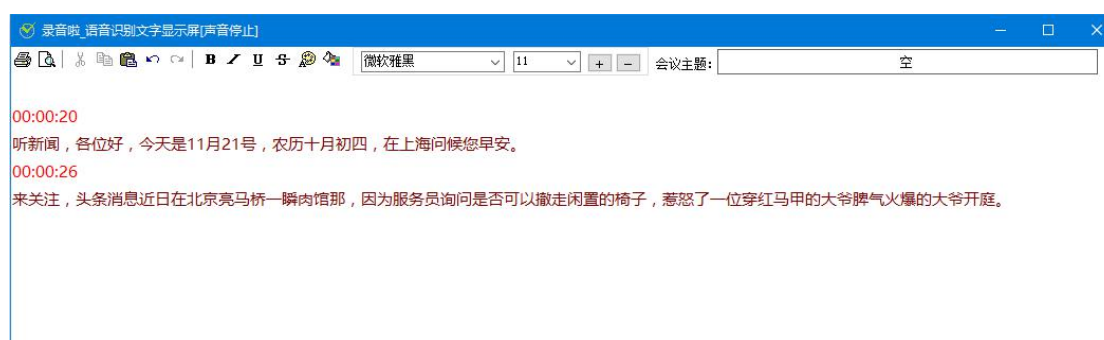 录音啦_语音识别文字显示屏[声音停止]
B U S 微软雅黑 11 + - 会议主题: 空
00:00:20
听新闻，各位好，今天是11月21号，农历十月初四，在上海问候您早安。
00:00:26
来关注，头条消息近日在北京亮马桥一瞬肉馆那，因为服务员询问是否可以撤走闲置的椅子，惹怒了一位穿红马甲的大爷脾气火爆的大爷开庭。